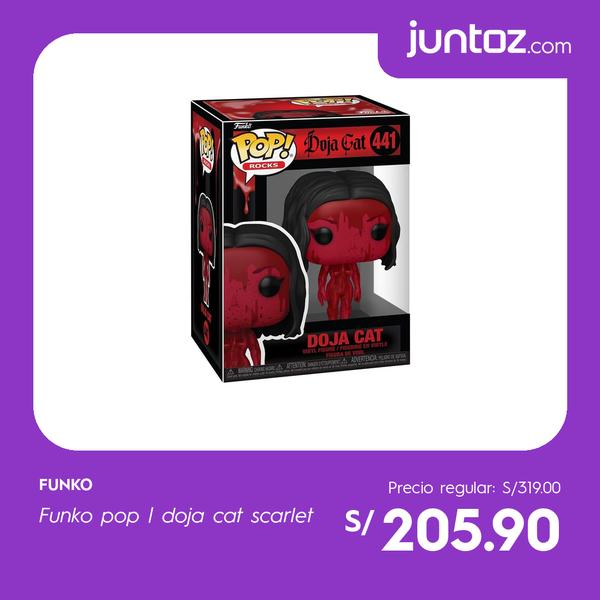 juntoz.com
Funko
POP!
ROCKS
Doja Cat
441
DOJA CAT
VINYL FIGURE / FIGURINE EN VINYLE
FIGURA DE VINIL
FUNKO
Funko pop | doja cat scarlet
Precio regular: S/319.00
S/ 205.90